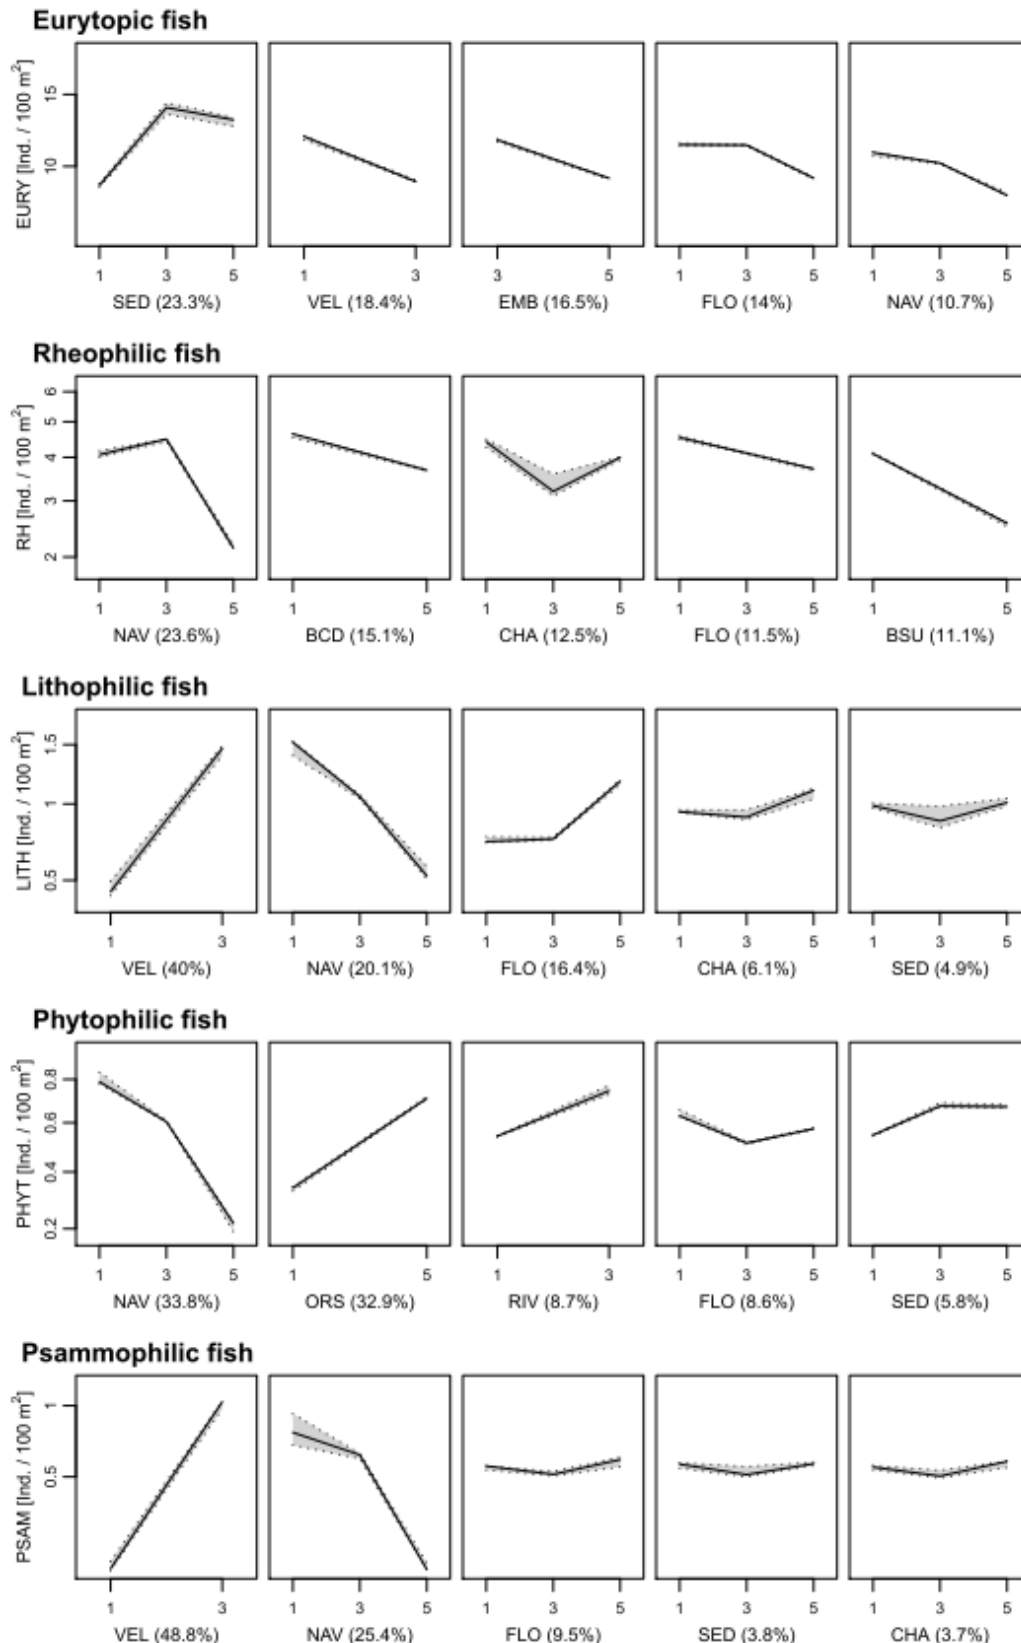 Eurytopic fish
EURY [Ind. / 100 m²]
15
10
1 3 5 1 3 3 5 1 3 5 1 3 5
SED (23.3%) VEL (18.4%) EMB (16.5%) FLO (14%) NAV (10.7%)
Rheophilic fish
RH [Ind. / 100 m²]
6
5
4
3
2
1 3 5 1 5 1 3 5 1 5 1 5
NAV (23.6%) BCD (15.1%) CHA (12.5%) FLO (11.5%) BSU (11.1%)
Lithophilic fish
LITH [Ind. / 100 m²]
1.5
1
0.5
1 3 1 3 5 1 3 5 1 3 5 1 3 5
VEL (40%) NAV (20.1%) FLO (16.4%) CHA (6.1%) SED (4.9%)
Phytophilic fish
PHYT [Ind. / 100 m²]
0.8
0.6
0.4
0.2
1 3 5 1 5 1 3 1 3 5 1 3 5
NAV (33.8%) ORS (32.9%) RIV (8.7%) FLO (8.6%) SED (5.8%)
Psammophilic fish
PSAM [Ind. / 100 m²]
1
0.5
1 3 1 3 5 1 3 5 1 3 5 1 3 5
VEL (48.8%) NAV (25.4%) FLO (9.5%) SED (3.8%) CHA (3.7%)